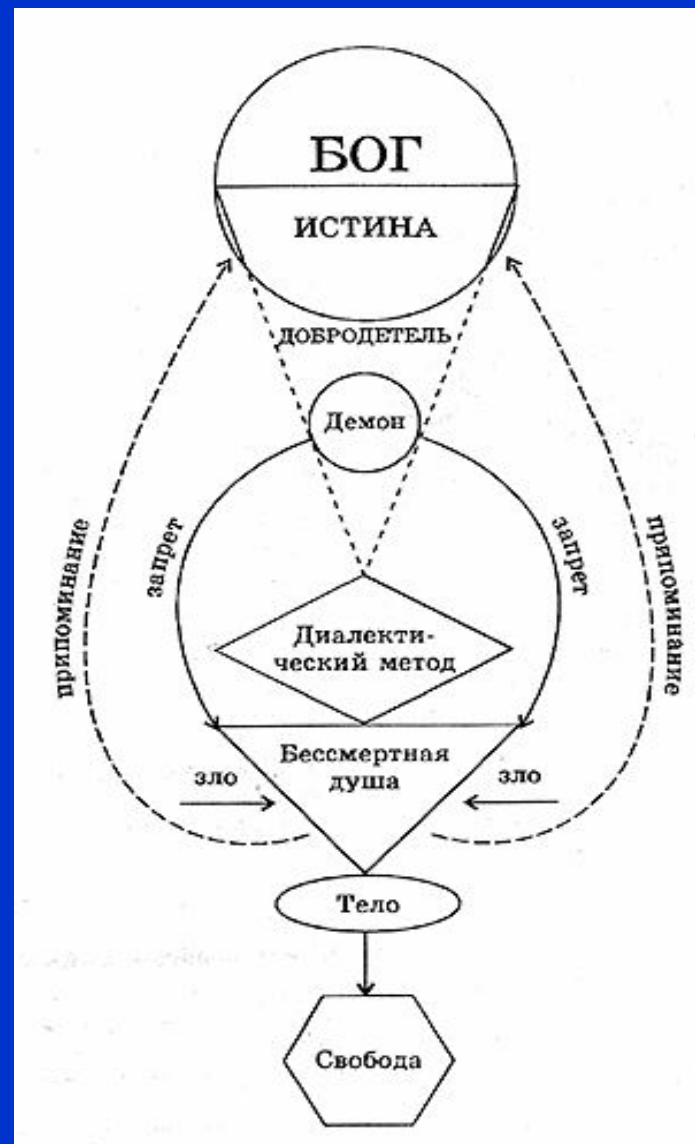 БОГ
ИСТИНА
ДОБРОДЕТЕЛЬ
Демон
запрет
запрет
припоминание
припоминание
Диалекти-
ческий метод
Бессмертная
душа
зло
зло
Тело
Свобода